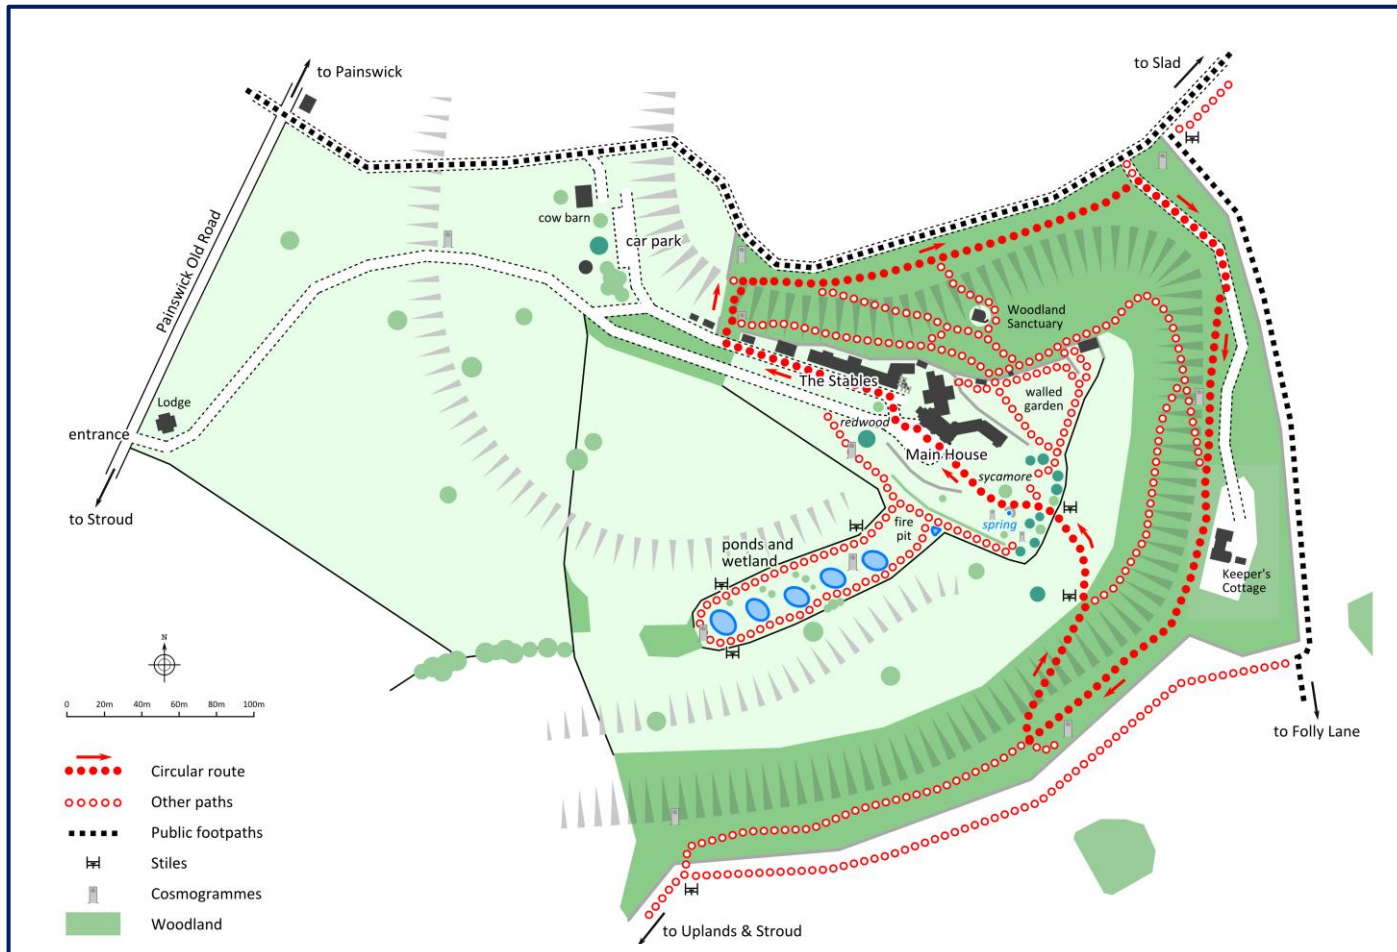 to Painswick
to Slad
Painswick Old Road
cow barn
car park
Woodland
Sanctuary
The Stables
walled
garden
Lodge
entrance
redwood
Main House
sycamore
to Stroud
spring
fire
pit
ponds and
wetland
Keeper's
Cottage
N
0 20m 40m 60m 80m 100m
to Folly Lane
Circular route
Other paths
Public footpaths
Stiles
Cosmogrammes
Woodland
to Uplands & Stroud